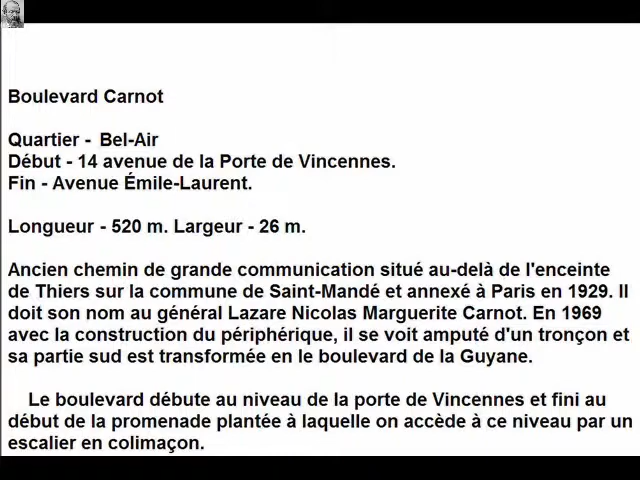 Boulevard Carnot
Quartier - Bel-Air
Début - 14 avenue de la Porte de Vincennes.
Fin - Avenue Émile-Laurent.
Longueur - 520 m. Largeur - 26 m.
Ancien chemin de grande communication situé au-delà de l'enceinte
de Thiers sur la commune de Saint-Mandé et annexé à Paris en 1929. Il
doit son nom au général Lazare Nicolas Marguerite Carnot. En 1969
avec la construction du périphérique, il se voit amputé d'un tronçon et
sa partie sud est transformée en le boulevard de la Guyane.
Le boulevard débute au niveau de la porte de Vincennes et fini au
début de la promenade plantée à laquelle on accède à ce niveau par un
escalier en colimaçon.